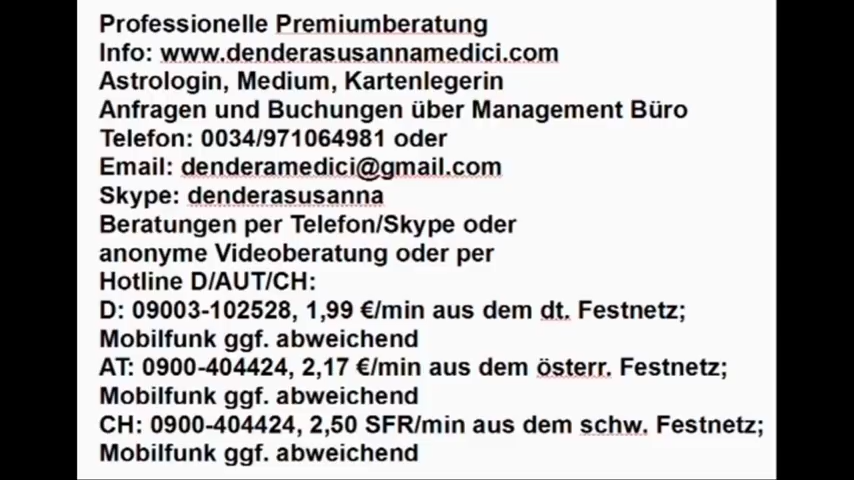 Professionelle Premiumberatung
Info: www.denderasusannamedici.com
Astrologin, Medium, Kartenlegerin
Anfragen und Buchungen über Management Büro
Telefon: 0034/971064981 oder
Email: denderamedici@gmail.com
Skype: denderasusanna
Beratungen per Telefon/Skype oder
anonyme Videoberatung oder per
Hotline D/AUT/CH:
D: 09003-102528, 1,99 €/min aus dem dt. Festnetz;
Mobilfunk ggf. abweichend
AT: 0900-404424, 2,17 €/min aus dem österr. Festnetz;
Mobilfunk ggf. abweichend
CH: 0900-404424, 2,50 SFR/min aus dem schw. Festnetz;
Mobilfunk ggf. abweichend